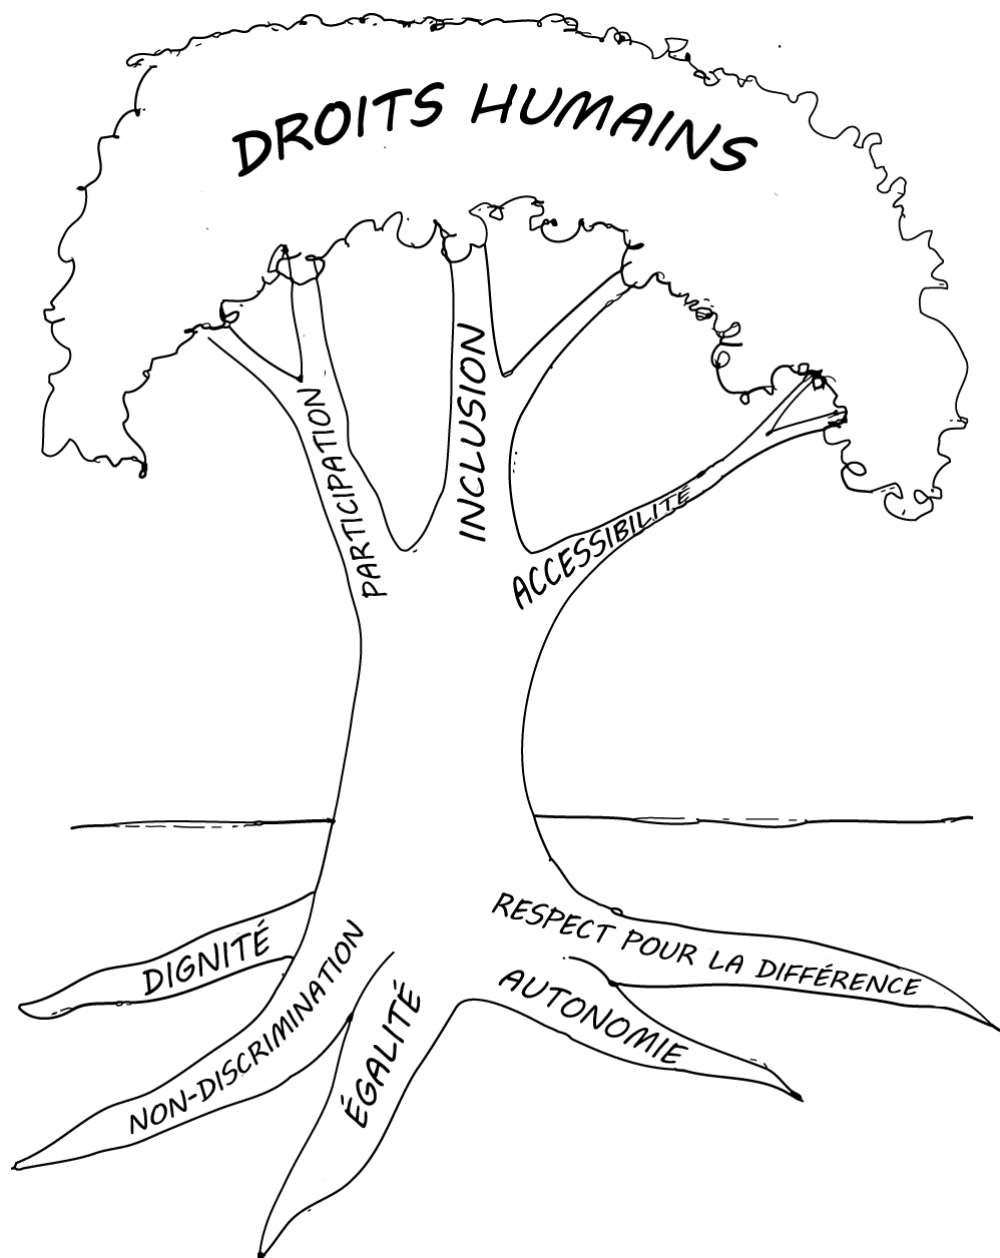 DROITS HUMAINS
PARTICIPATION
INCLUSION
ACCESSIBILITÉ
DIGNITÉ
NON-DISCRIMINATION
ÉGALITÉ
AUTONOMIE
RESPECT POUR LA DIFFÉRENCE